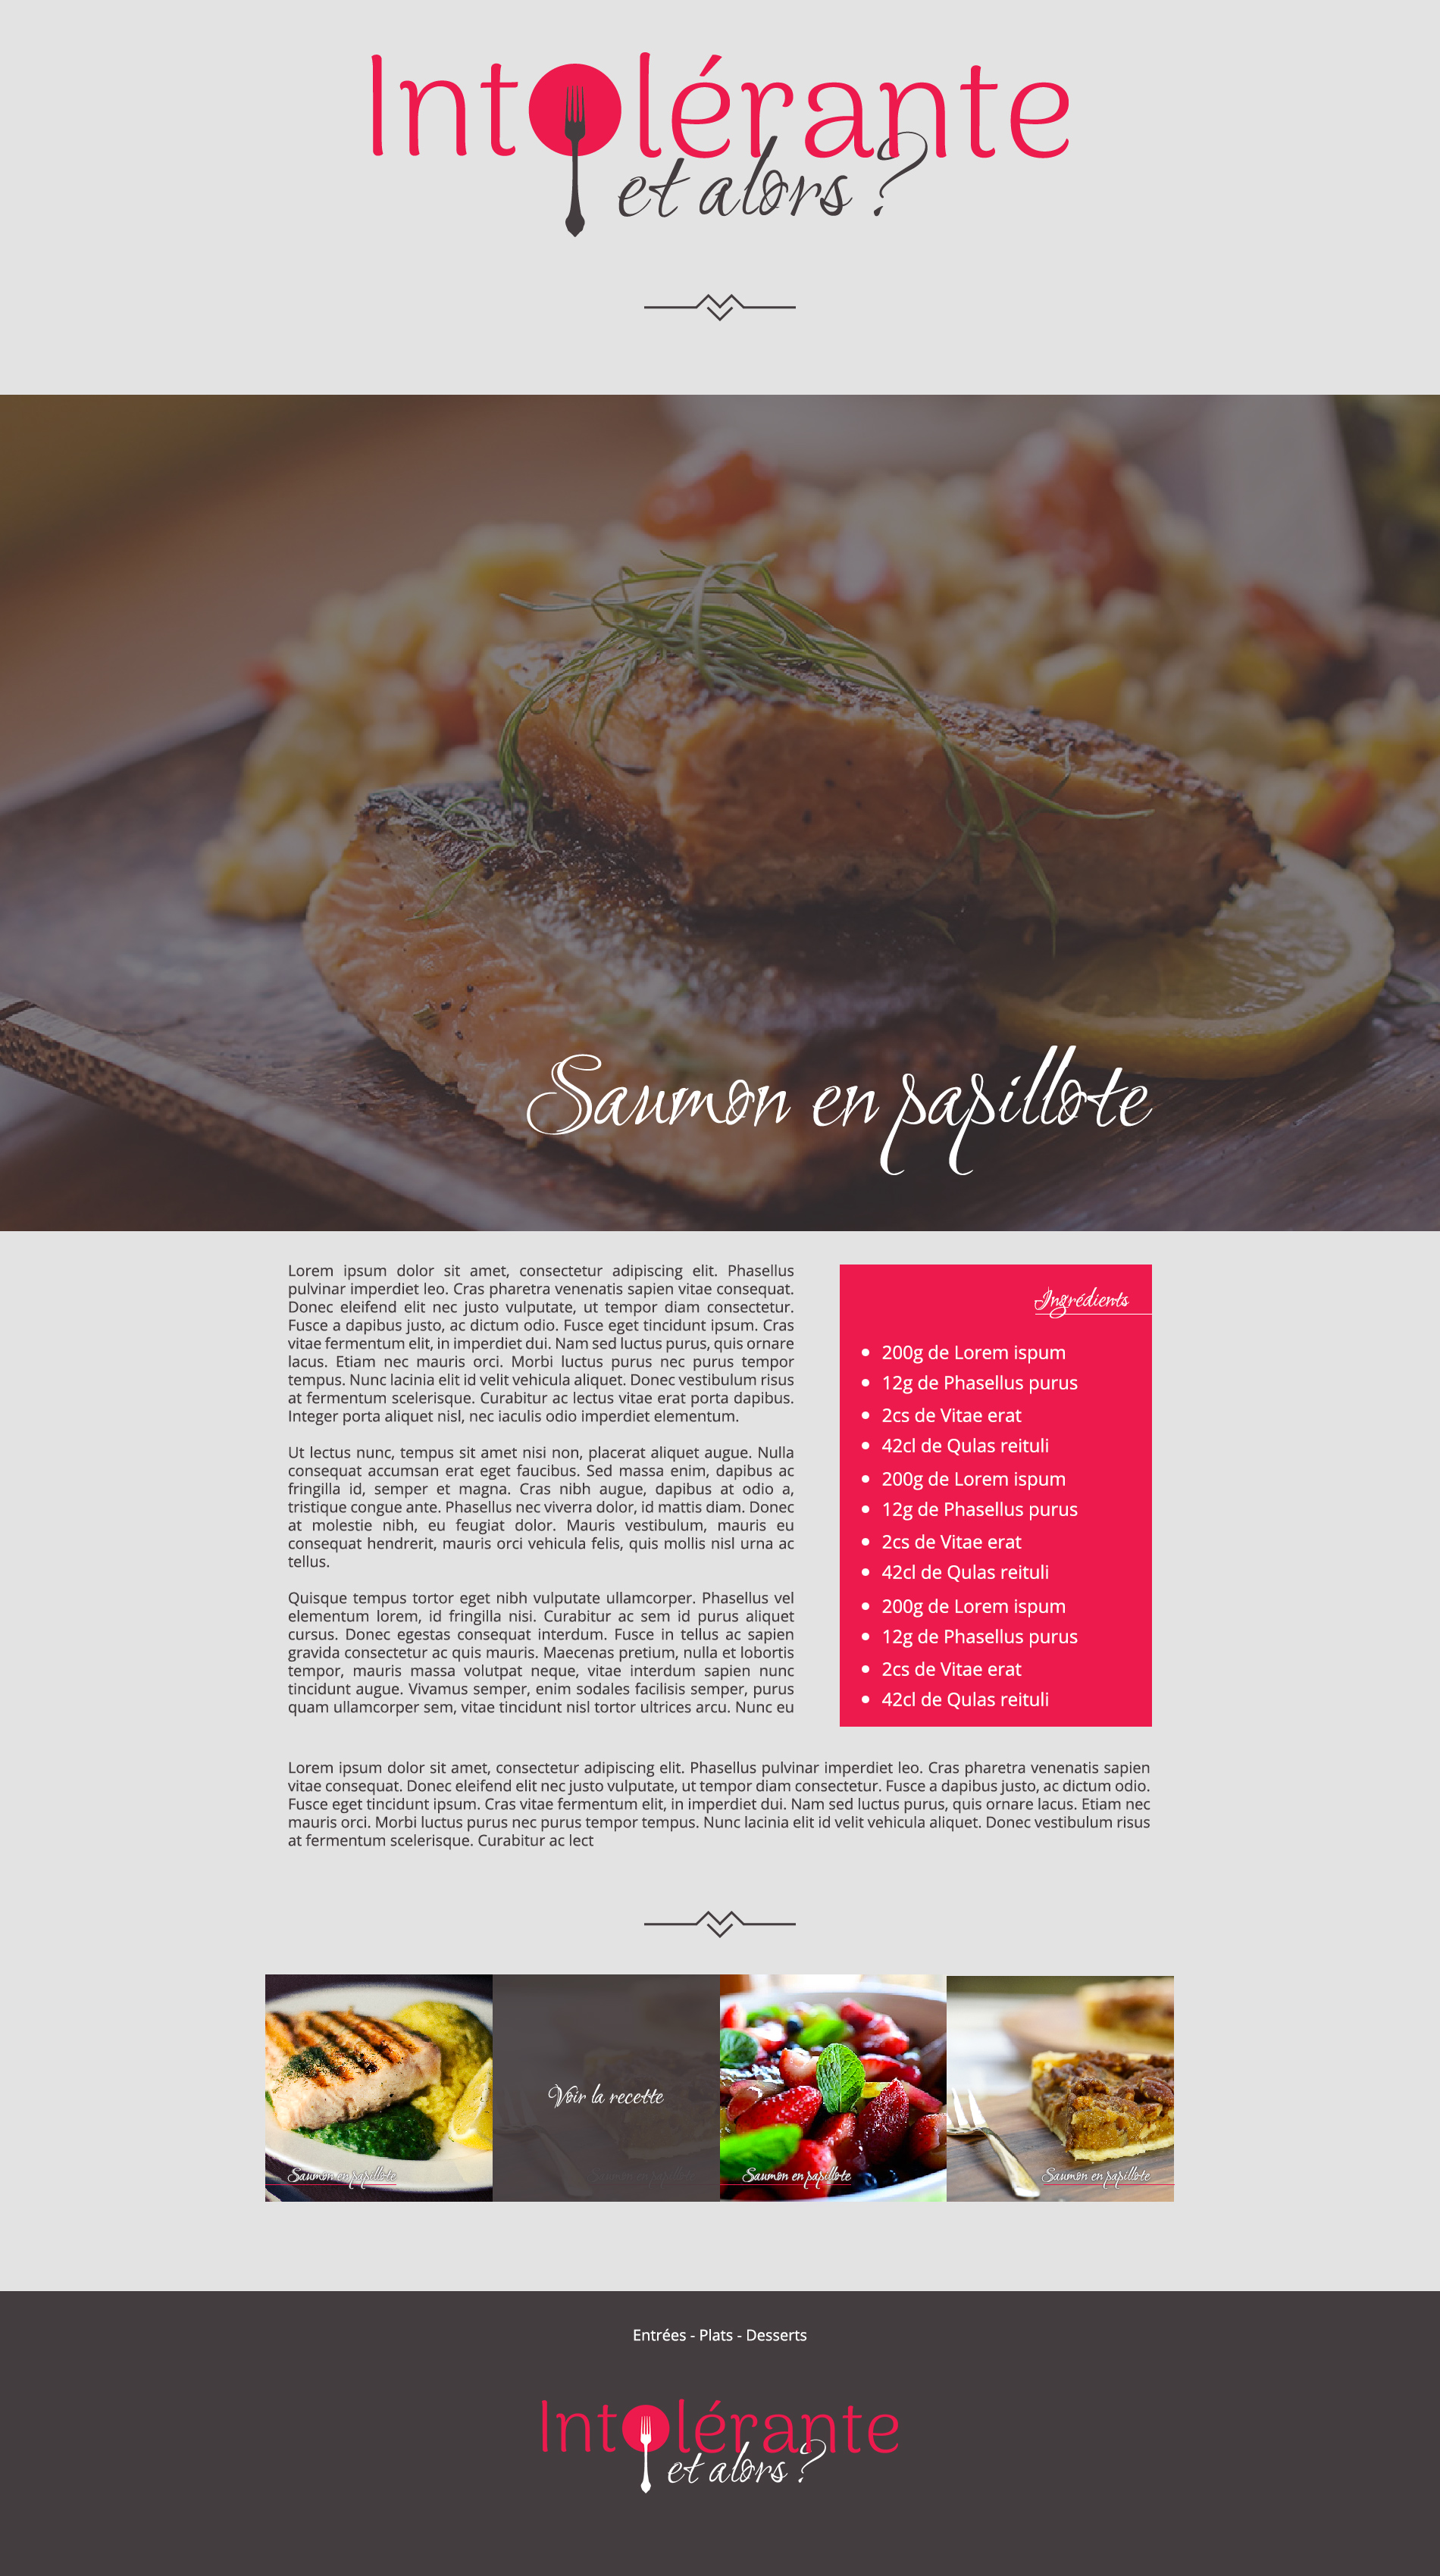 Intolérante
et alors ?
Saumon en papillote
Lorem ipsum dolor sit amet, consectetur adipiscing elit. Phasellus
pulvinar imperdiet leo. Cras pharetra venenatis sapien vitae consequat.
Donec eleifend elit nec justo vulputate, ut tempor diam consectetur.
Fusce a dapibus justo, ac dictum odio. Fusce eget tincidunt ipsum. Cras
vitae fermentum elit, in imperdiet dui. Nam sed luctus purus, quis ornare
lacus. Etiam nec mauris orci. Morbi luctus purus nec purus tempor
tempus. Nunc lacinia elit id velit vehicula aliquet. Donec vestibulum risus
at fermentum scelerisque. Curabitur ac lectus vitae erat porta dapibus.
Integer porta aliquet nisl, nec iaculis odio imperdiet elementum.
Ut lectus nunc, tempus sit amet nisi non, placerat aliquet augue. Nulla
consequat accumsan erat eget faucibus. Sed massa enim, dapibus ac
fringilla id, semper et magna. Cras nibh augue, dapibus at odio a,
tristique congue ante. Phasellus nec viverra dolor, id mattis diam. Donec
at molestie nibh, eu feugiat dolor. Mauris vestibulum, mauris eu
consequat hendrerit, mauris orci vehicula felis, quis mollis nisl urna ac
tellus.
Quisque tempus tortor eget nibh vulputate ullamcorper. Phasellus vel
elementum lorem, id fringilla nisi. Curabitur ac sem id purus aliquet
cursus. Donec egestas consequat interdum. Fusce in tellus ac sapien
gravida consectetur ac quis mauris. Maecenas pretium, nulla et lobortis
tempor, mauris massa volutpat neque, vitae interdum sapien nunc
tincidunt augue. Vivamus semper, enim sodales facilisis semper, purus
quam ullamcorper sem, vitae tincidunt nisl tortor ultrices arcu. Nunc eu
Ingrédients
200g de Lorem ispum
12g de Phasellus purus
2cs de Vitae erat
42cl de Qulas reituli
200g de Lorem ispum
12g de Phasellus purus
2cs de Vitae erat
42cl de Qulas reituli
200g de Lorem ispum
12g de Phasellus purus
2cs de Vitae erat
42cl de Qulas reituli
Lorem ipsum dolor sit amet, consectetur adipiscing elit. Phasellus pulvinar imperdiet leo. Cras pharetra venenatis sapien
vitae consequat. Donec eleifend elit nec justo vulputate, ut tempor diam consectetur. Fusce a dapibus justo, ac dictum odio.
Fusce eget tincidunt ipsum. Cras vitae fermentum elit, in imperdiet dui. Nam sed luctus purus, quis ornare lacus. Etiam nec
mauris orci. Morbi luctus purus nec purus tempor tempus. Nunc lacinia elit id velit vehicula aliquet. Donec vestibulum risus
at fermentum scelerisque. Curabitur ac lect
Saumon en papillote
Voir la recette
Saumon en papillote
Saumon en papillote
Entrées - Plats - Desserts
Intolérante
et alors ?